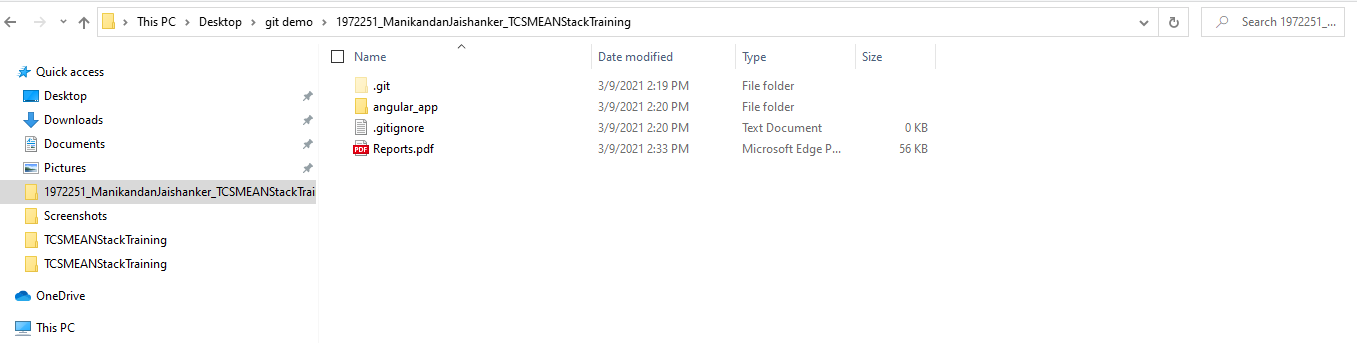 This PC > Desktop > git demo > 1972251_ManikandanJaishanker_TCSMEANStackTraining
Search 1972251_...
Name Date modified Type Size
.git 3/9/2021 2:19 PM File folder
angular_app 3/9/2021 2:20 PM File folder
.gitignore 3/9/2021 2:20 PM Text Document 0 KB
PDF Reports.pdf 3/9/2021 2:33 PM Microsoft Edge P... 56 KB
Quick access
Desktop
Downloads
Documents
Pictures
1972251_ManikandanJaishanker_TCSMEANStackTrai
Screenshots
TCSMEANStackTraining
TCSMEANStackTraining
OneDrive
This PC